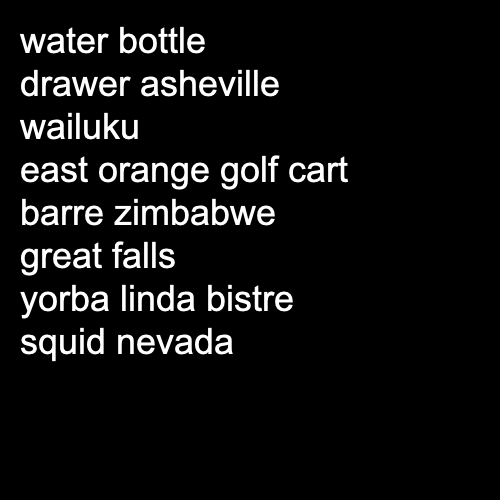 water bottle
drawer asheville
wailuku
east orange golf cart
barre zimbabwe
great falls
yorba linda bistre
squid nevada